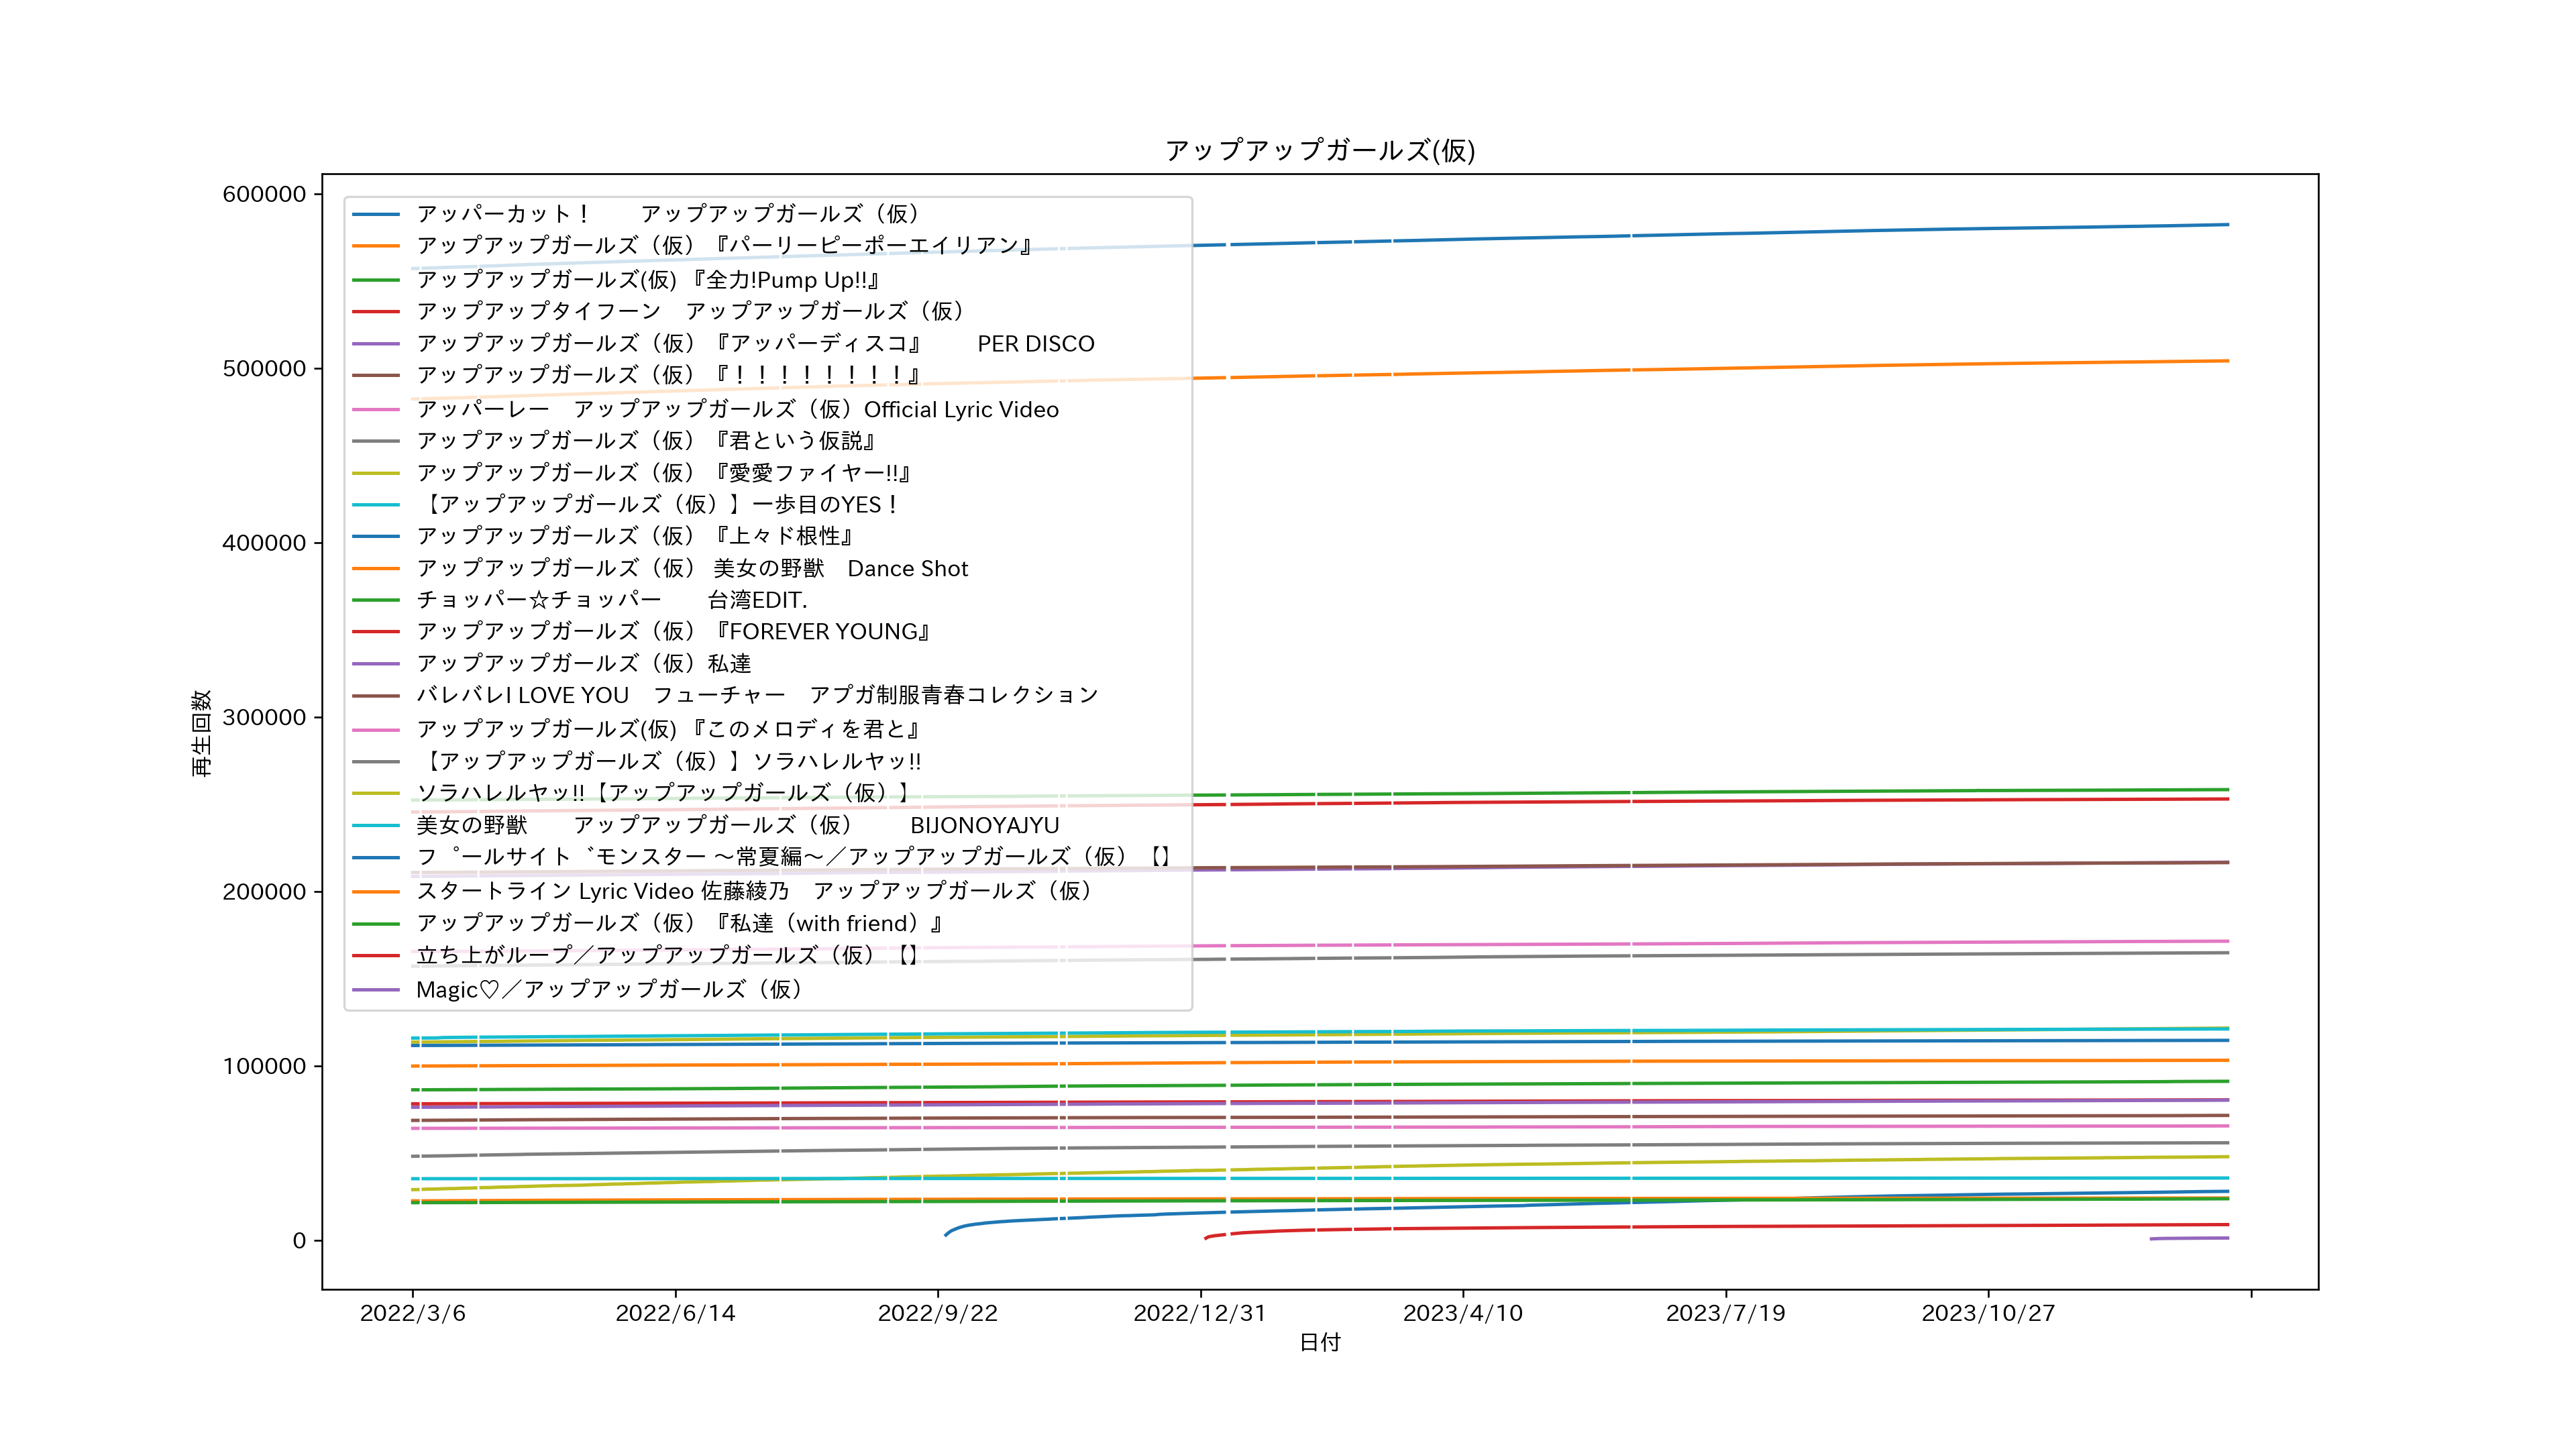 アップアップガールズ(仮)
600000
500000
400000
300000
200000
100000
0
再生回数
アッパーカット！　　アップアップガールズ（仮）
アップアップガールズ（仮）『パーリーピーポーエイリアン』
アップアップガールズ(仮) 『全力!Pump Up!!』
アップアップタイフーン　アップアップガールズ（仮）
アップアップガールズ（仮）『アッパーディスコ』　　PER DISCO
アップアップガールズ（仮）『！！！！！！！！』
アッパーレー　アップアップガールズ（仮）Official Lyric Video
アップアップガールズ（仮）『君という仮説』
アップアップガールズ（仮）『愛愛ファイヤー!!』
【アップアップガールズ（仮）】一歩目のYES！
アップアップガールズ（仮）『上々ド根性』
アップアップガールズ（仮） 美女の野獣　Dance Shot
チョッパー☆チョッパー　　台湾EDIT.
アップアップガールズ（仮）『FOREVER YOUNG』
アップアップガールズ（仮）私達
バレバレI LOVE YOU　フューチャー　アプガ制服青春コレクション
アップアップガールズ(仮) 『このメロディを君と』
【アップアップガールズ（仮）】ソラハレルヤッ!!
ソラハレルヤッ!!【アップアップガールズ（仮）】
美女の野獣　　アップアップガールズ（仮）　　BIJONOYAJYU
フ゜ールサイト゛モンスター ～常夏編～／アップアップガールズ（仮）【】
スタートライン Lyric Video 佐藤綾乃　アップアップガールズ（仮）
アップアップガールズ（仮）『私達（with friend）』
立ち上がループ／アップアップガールズ（仮）【】
Magic♡／アップアップガールズ（仮）
2022/3/6
2022/6/14
2022/9/22
2022/12/31
2023/4/10
2023/7/19
2023/10/27
日付